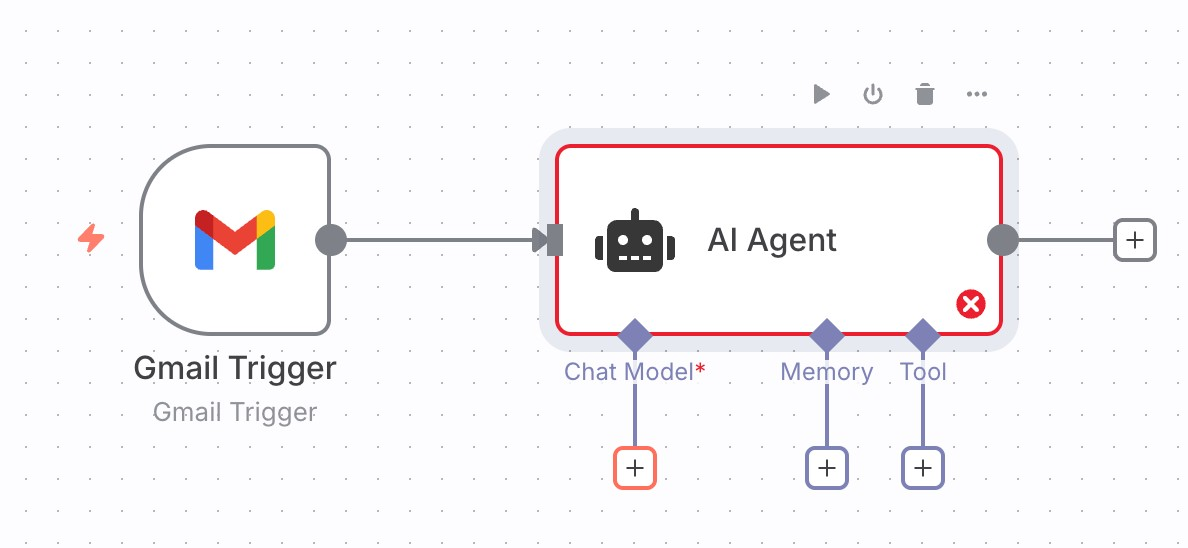 AI Agent
Gmail Trigger
Gmail Trigger
Chat Model*
Memory
Tool